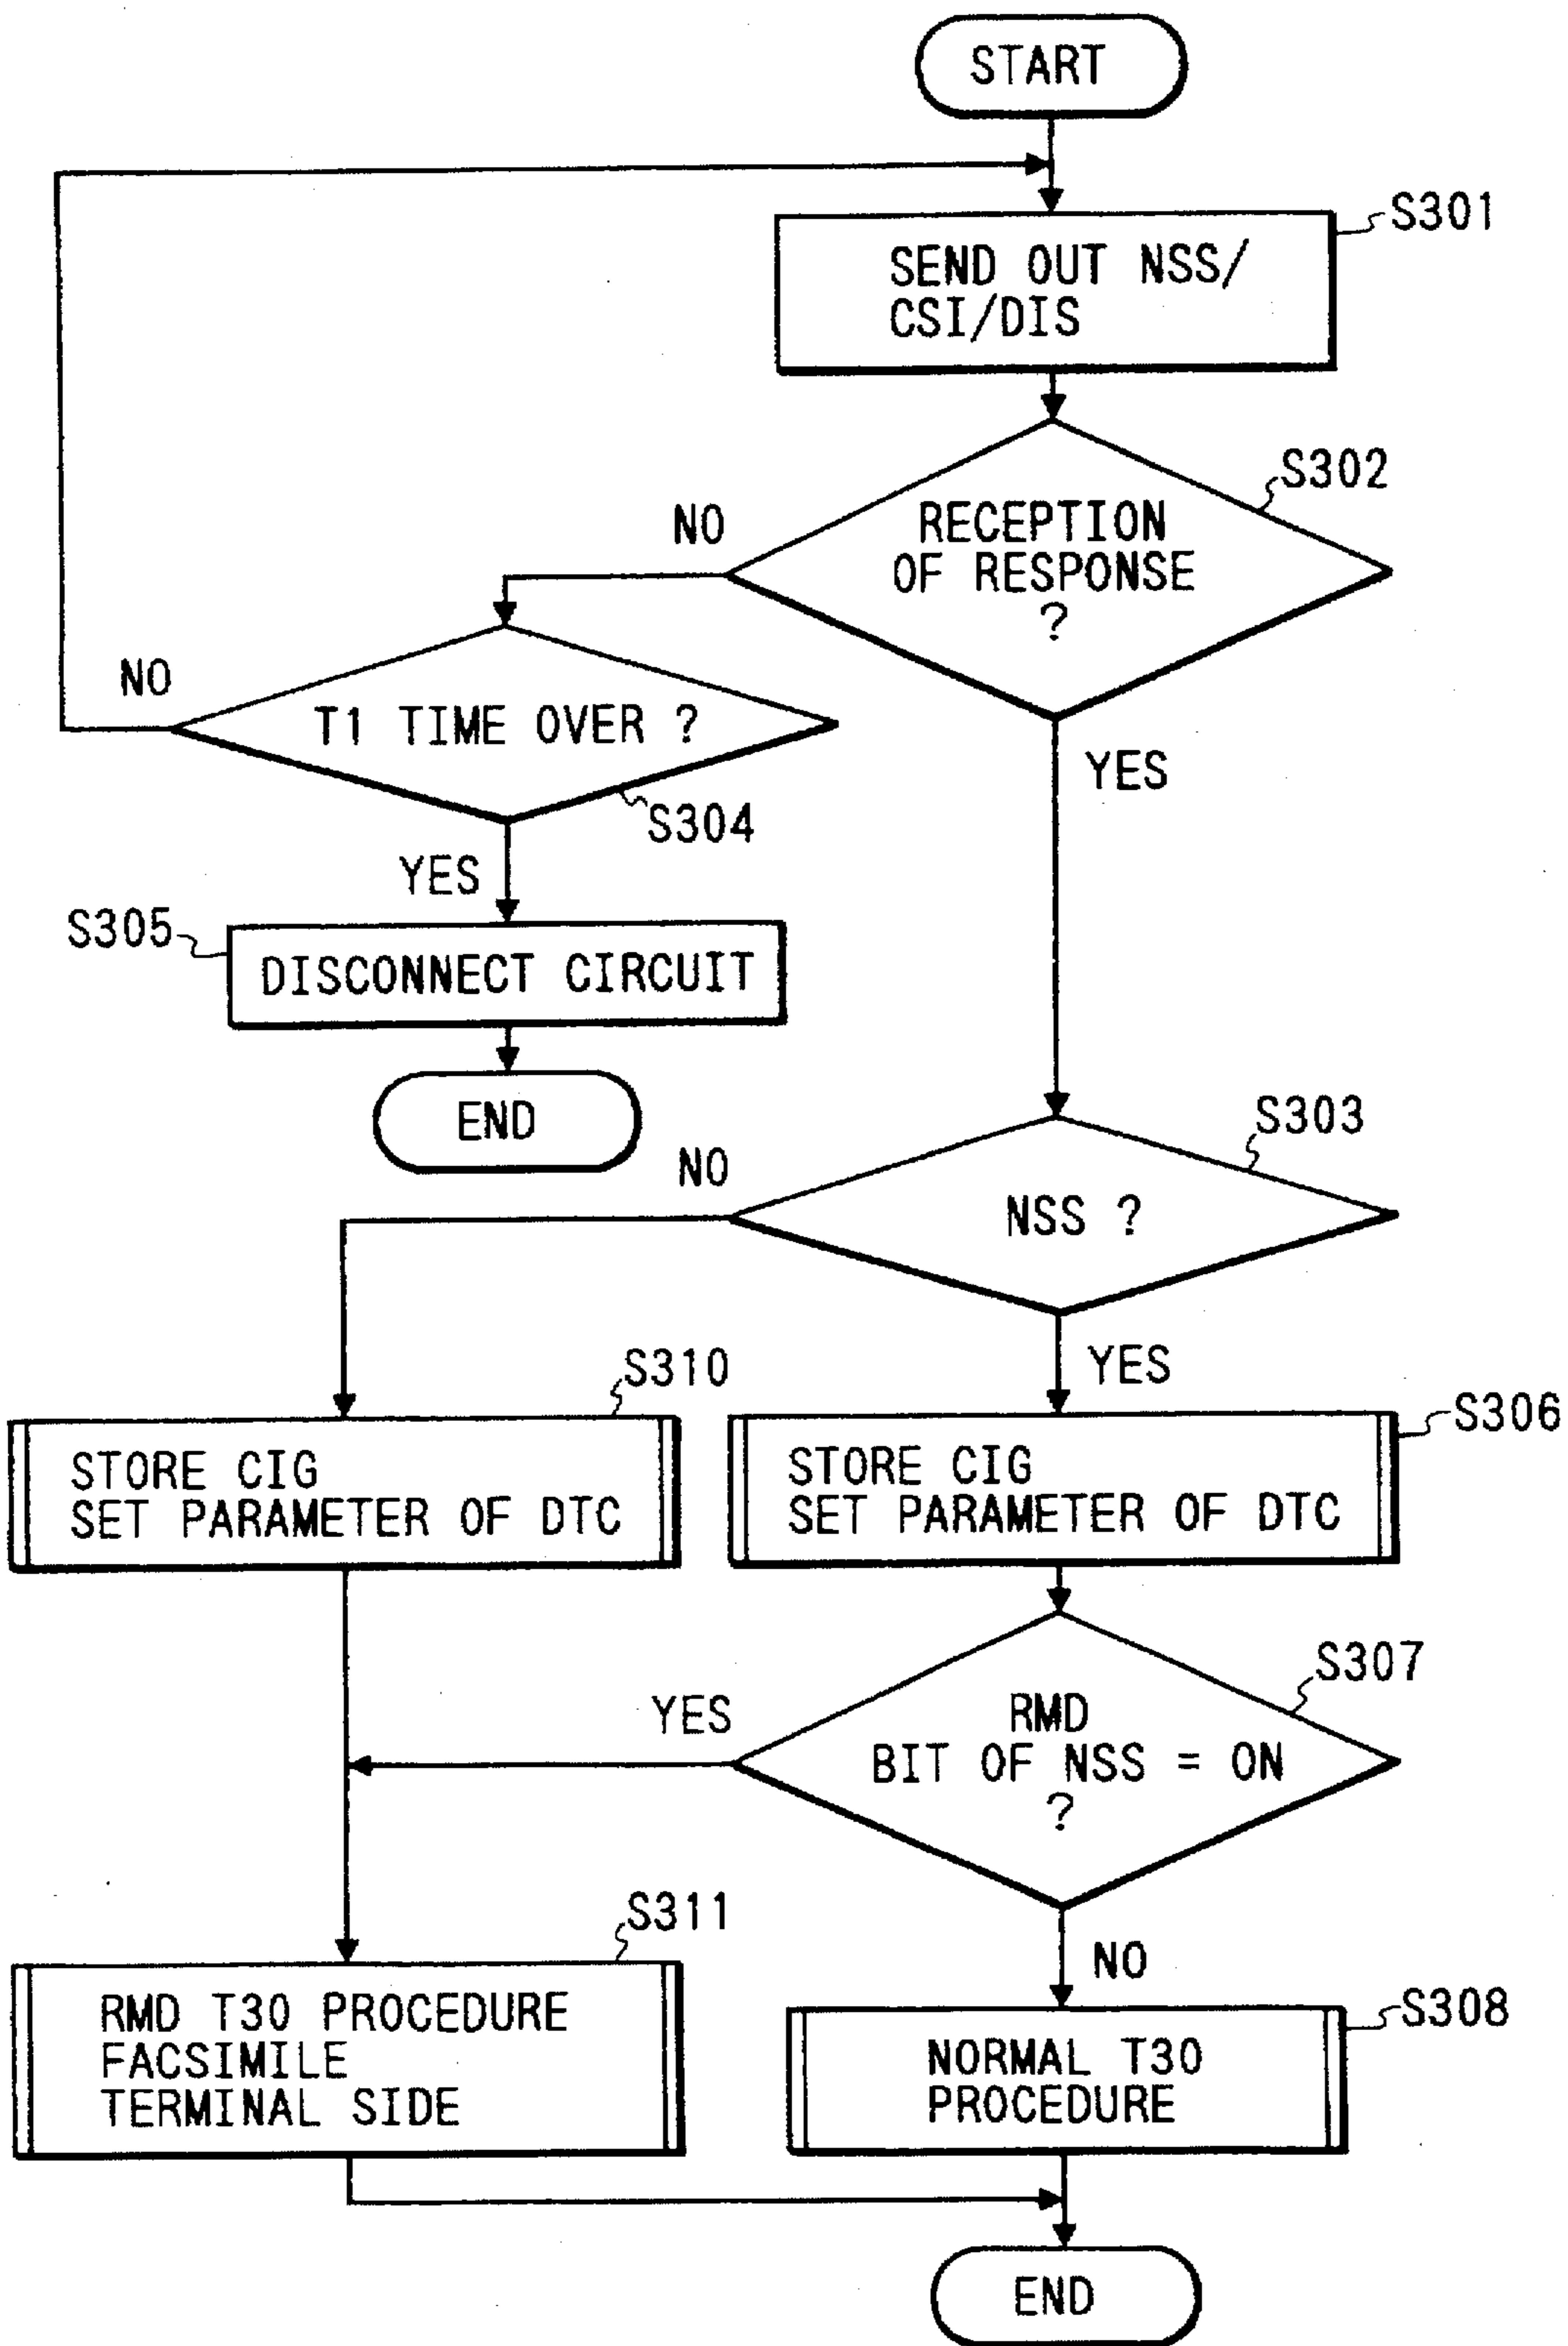 START
S301
SEND OUT NSS/
CSI/DIS
S302
RECEPTION
OF RESPONSE
?
NO
YES
NO
T1 TIME OVER ?
S304
YES
S305
DISCONNECT CIRCUIT
END
S303
NSS ?
NO
YES
S310
STORE CIG
SET PARAMETER OF DTC
S306
STORE CIG
SET PARAMETER OF DTC
S307
RMD
BIT OF NSS = ON
?
YES
NO
S311
RMD T30 PROCEDURE
FACSIMILE
TERMINAL SIDE
S308
NORMAL T30
PROCEDURE
END